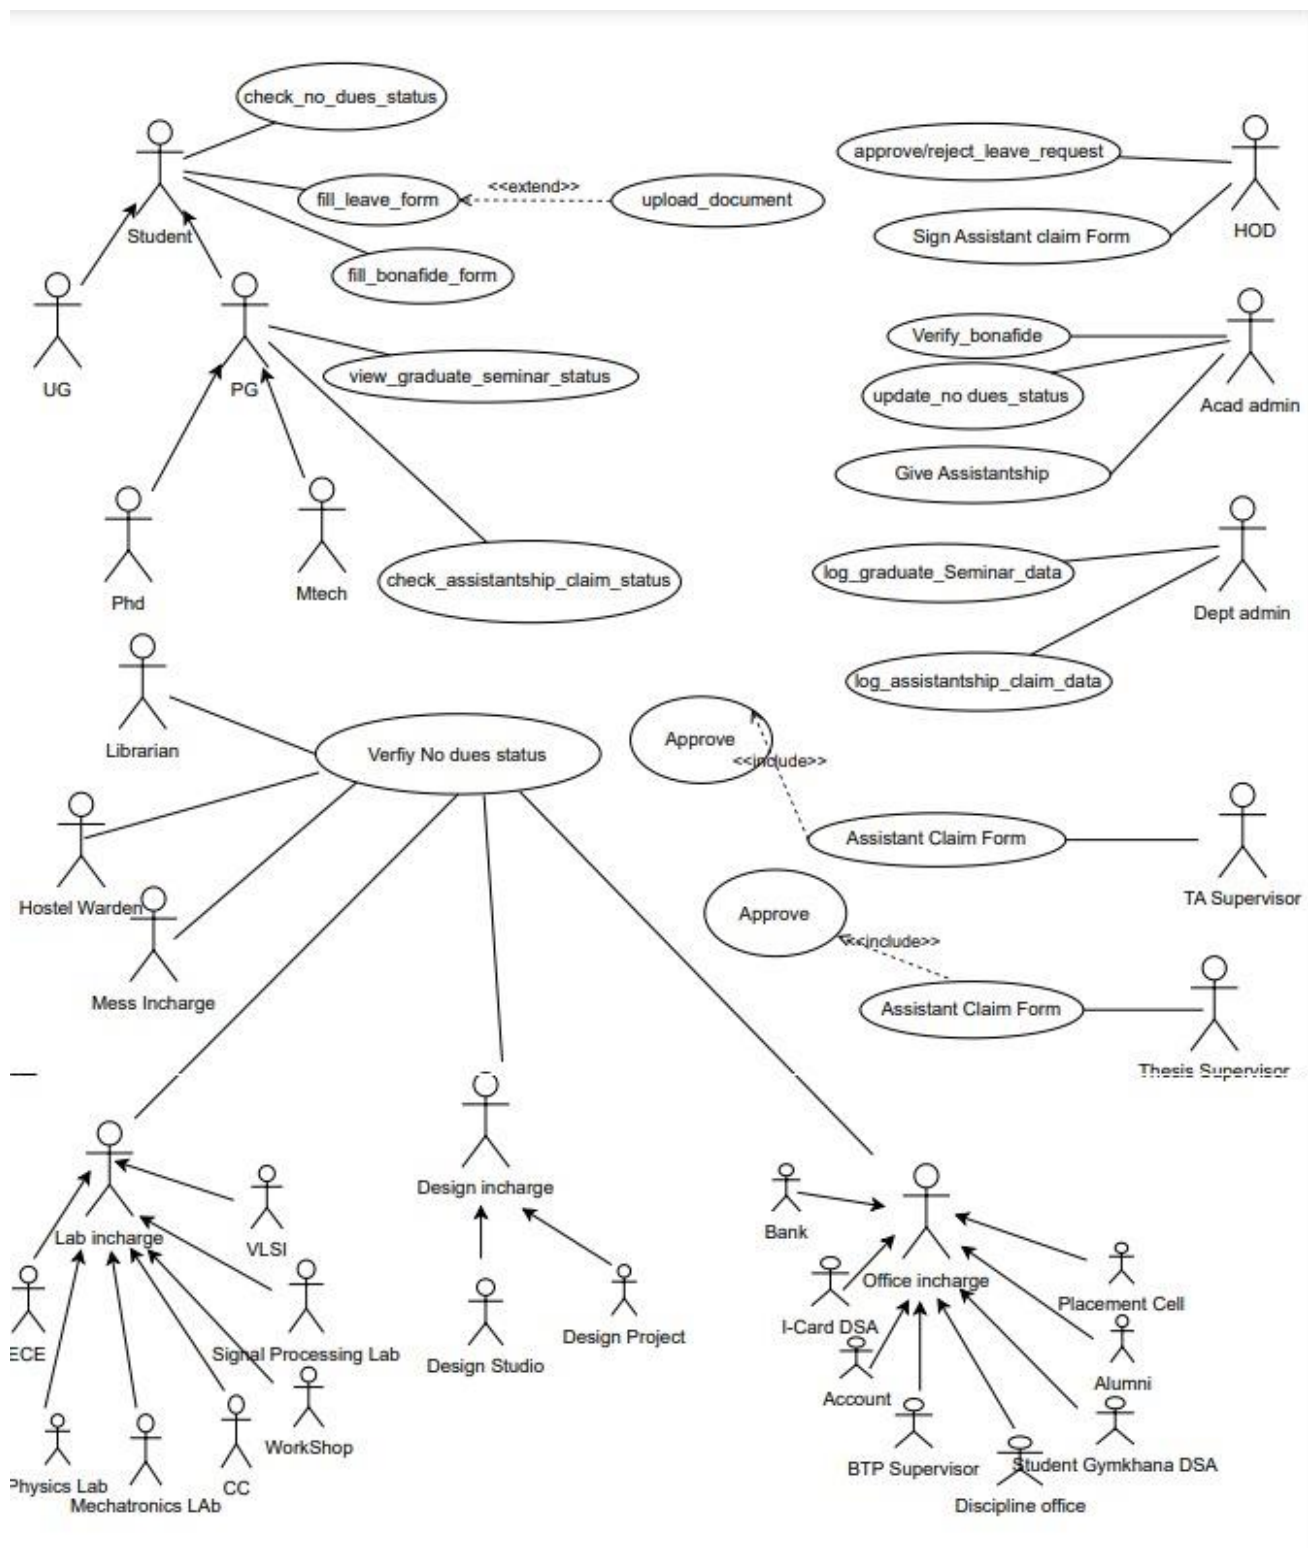 check_no_dues_status
Student
fill_leave_form
<<extend>>
upload_document
fill_bonafide_form
UG
PG
view_graduate_seminar_status
Phd
Mtech
check_assistantship_claim_status
approve/reject_leave_request
HOD
Sign Assistant claim Form
Verify_bonafide
update_no dues_status
Acad admin
Give Assistantship
log_graduate_Seminar_data
Dept admin
log_assistantship_claim_data
Librarian
Verfiy No dues status
Hostel Warden
Mess Incharge
Approve
<<include>>
Assistant Claim Form
TA Supervisor
Approve
<<include>>
Assistant Claim Form
Thesis Supervisor
Lab incharge
VLSI
ECE
Signal Processing Lab
WorkShop
CC
Physics Lab
Mechatronics LAb
Design incharge
Design Studio
Design Project
Bank
Office incharge
I-Card DSA
Account
BTP Supervisor
Discipline office
Student Gymkhana DSA
Alumni
Placement Cell